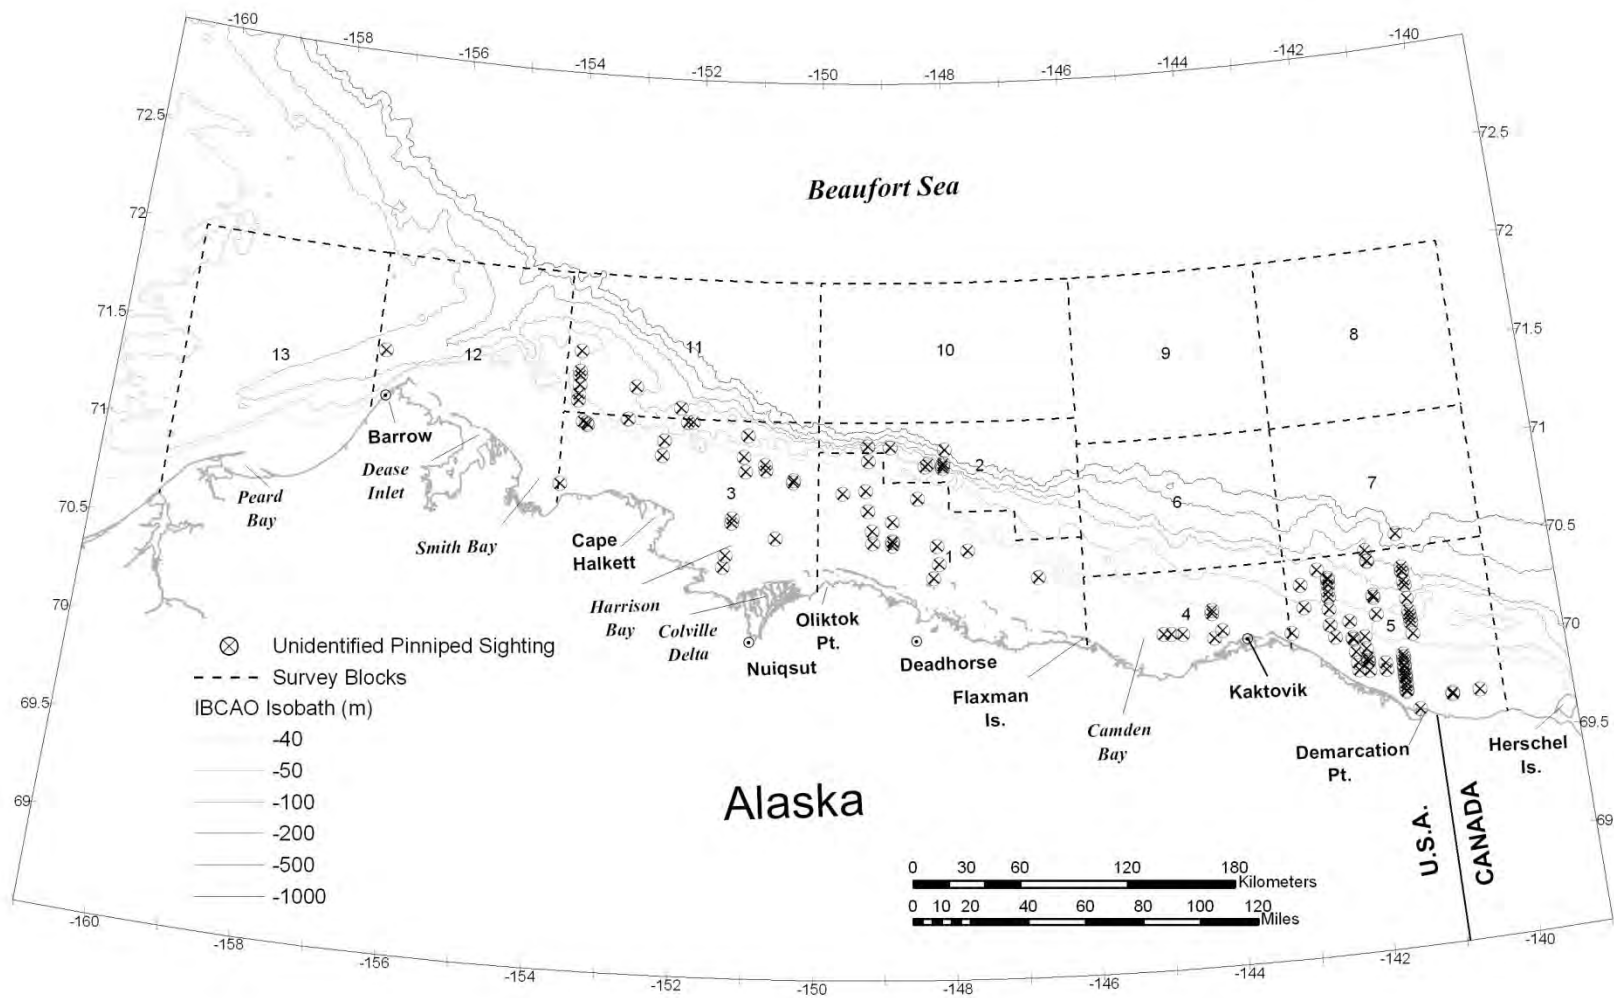 -160
-158
-156
-154
-152
-150
-148
-146
-144
-142
-140
72.5
72.5
Beaufort Sea
72
72
71.5
71.5
13
12
11
10
9
8
71
71
Barrow
Dease
Inlet
Peard
Bay
Smith Bay
3
2
7
6
70.5
70.5
Cape
Halkett
1
Harrison
Bay
Colville
Delta
Oliktok
Pt.
4
5
70
70
Unidentified Pinniped Sighting
Nuiqsut
Deadhorse
Flaxman
Is.
Kaktovik
Survey Blocks
IBCAO Isobath (m)
69.5
69.5
Camden
Bay
Demarcation
Pt.
Herschel
Is.
-40
-50
-100
-200
-500
-1000
Alaska
U.S.A.
CANADA
69
69
0 30 60 120 180
Kilometers
0 10 20 40 60 80 100 120
Miles
-160
-158
-156
-154
-152
-150
-148
-146
-144
-142
-140